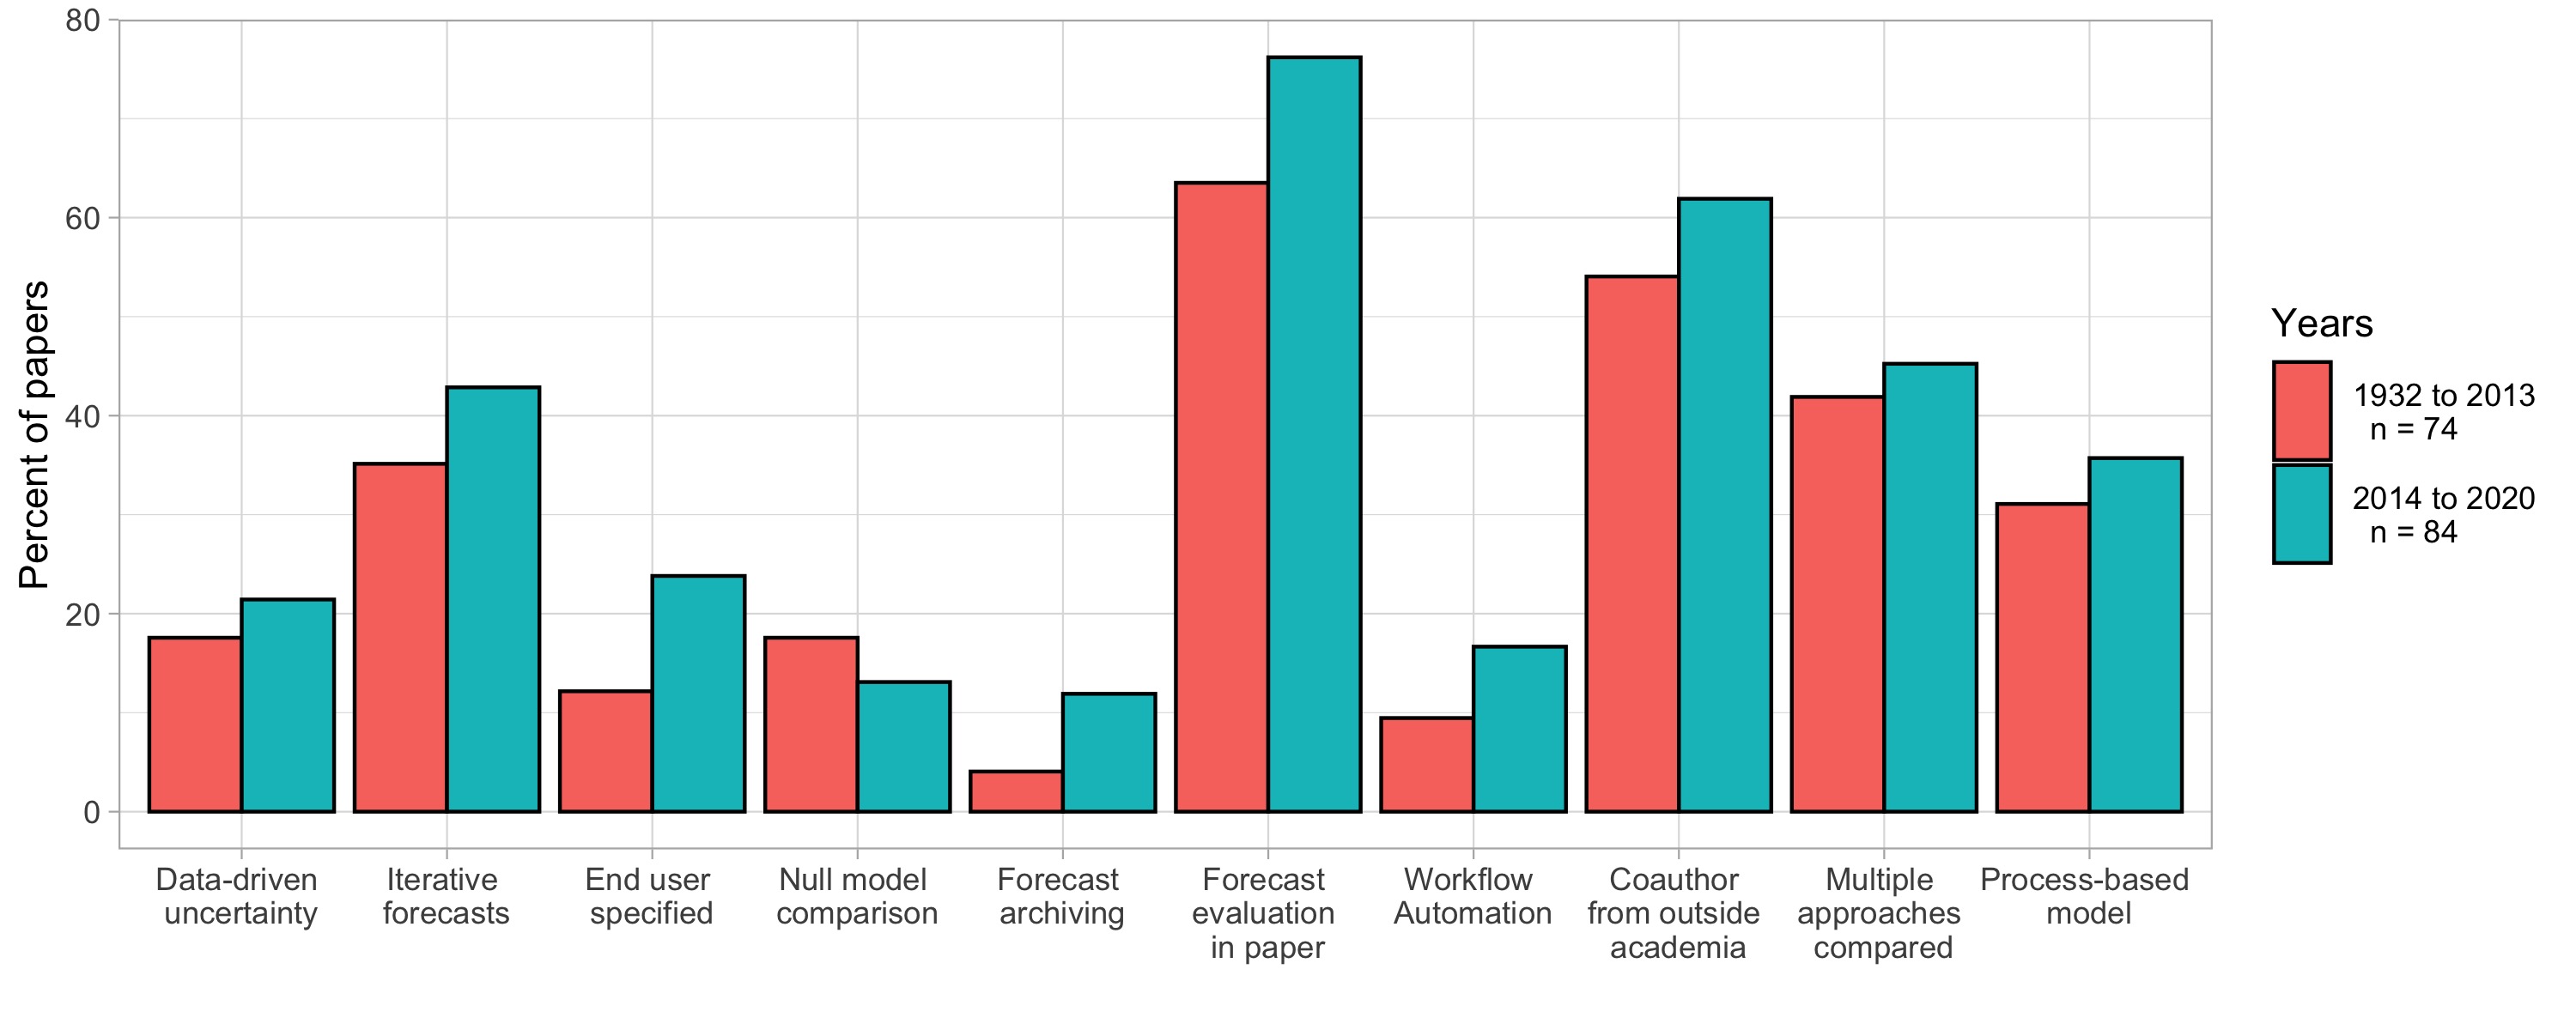 80
60
40
20
0
Percent of papers
Data-driven
uncertainty
Iterative
forecasts
End user
specified
Null model
comparison
Forecast
archiving
Forecast
evaluation
in paper
Workflow
Automation
Coauthor
from outside
academia
Multiple
approaches
compared
Process-based
model
Years
1932 to 2013
n = 74
2014 to 2020
n = 84